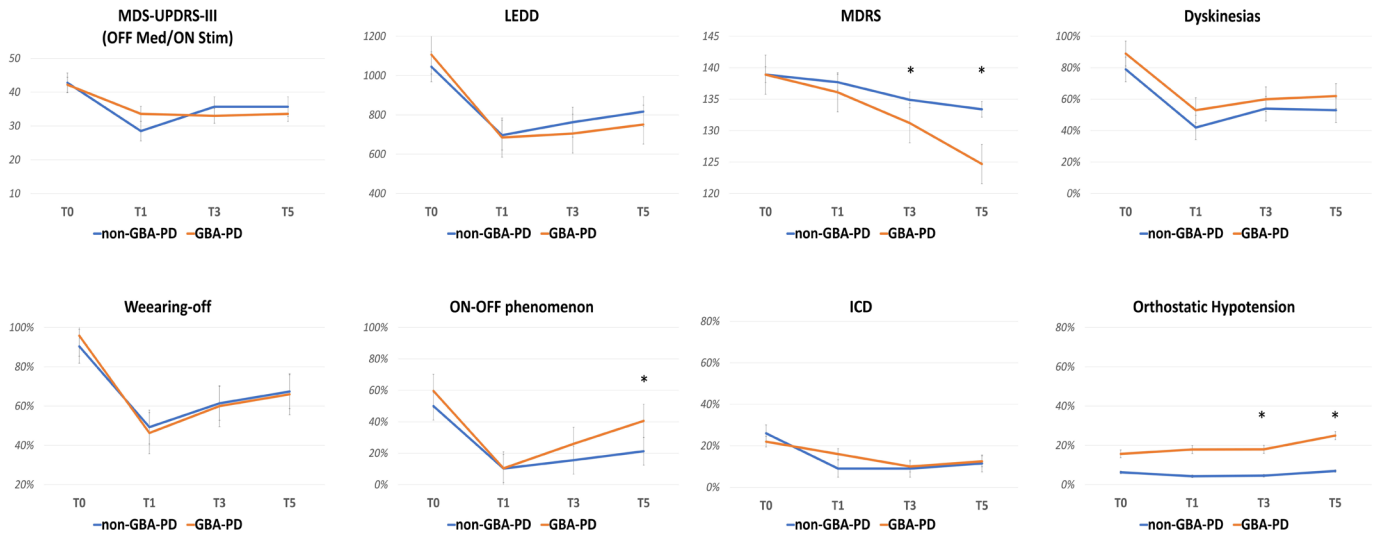 MDS-UPDRS-III
(OFF Med/ON Stim)
50
40
30
20
10
T0 T1 T3 T5
non-GBA-PD GBA-PD
LEDD
1200
1000
800
600
400
T0 T1 T3 T5
non-GBA-PD GBA-PD
MDRS
145
140
135
130
125
120
* *
T0 T1 T3 T5
non-GBA-PD GBA-PD
Dyskinesias
100%
80%
60%
40%
20%
0%
T0 T1 T3 T5
non-GBA-PD GBA-PD
Weearing-off
100%
80%
60%
40%
20%
T0 T1 T3 T5
non-GBA-PD GBA-PD
ON-OFF phenomenon
100%
80%
60%
40%
20%
0%
*
T0 T1 T3 T5
non-GBA-PD GBA-PD
ICD
80%
60%
40%
20%
0%
T0 T1 T3 T5
non-GBA-PD GBA-PD
Orthostatic Hypotension
80%
60%
40%
20%
0%
* *
T0 T1 T3 T5
non-GBA-PD GBA-PD